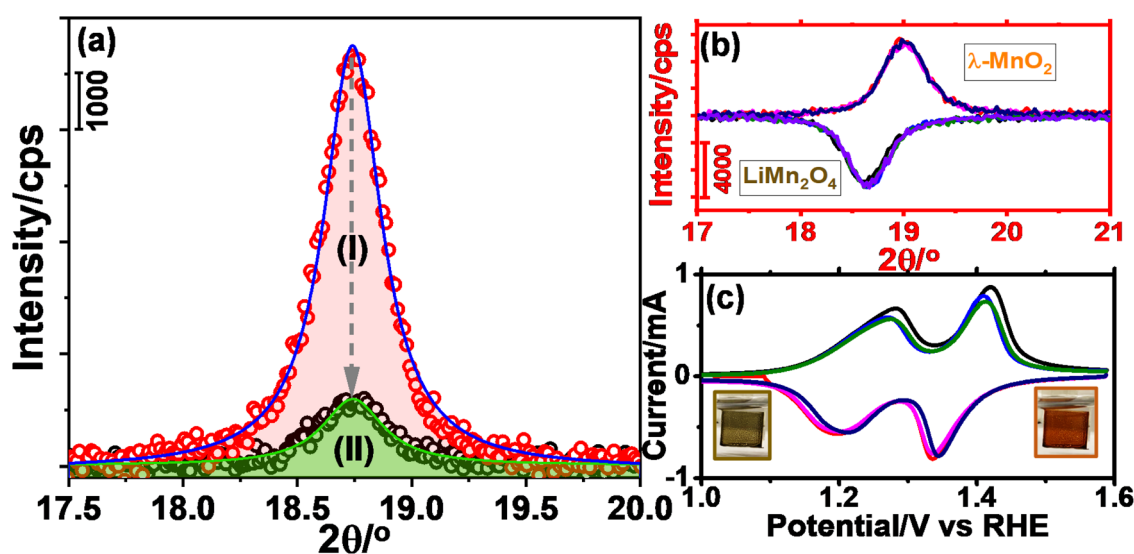 (a)
1000
Intensity/cps
(I)
(II)
17.5 18.0 18.5 19.0 19.5 20.0
2θ/°
(b)
λ-MnO₂
LiMn₂O₄
4000
Intensity/cps
17 18 19 20 21
2θ/°
(c)
1
0
-1
Current/mA
1.0 1.2 1.4 1.6
Potential/V vs RHE